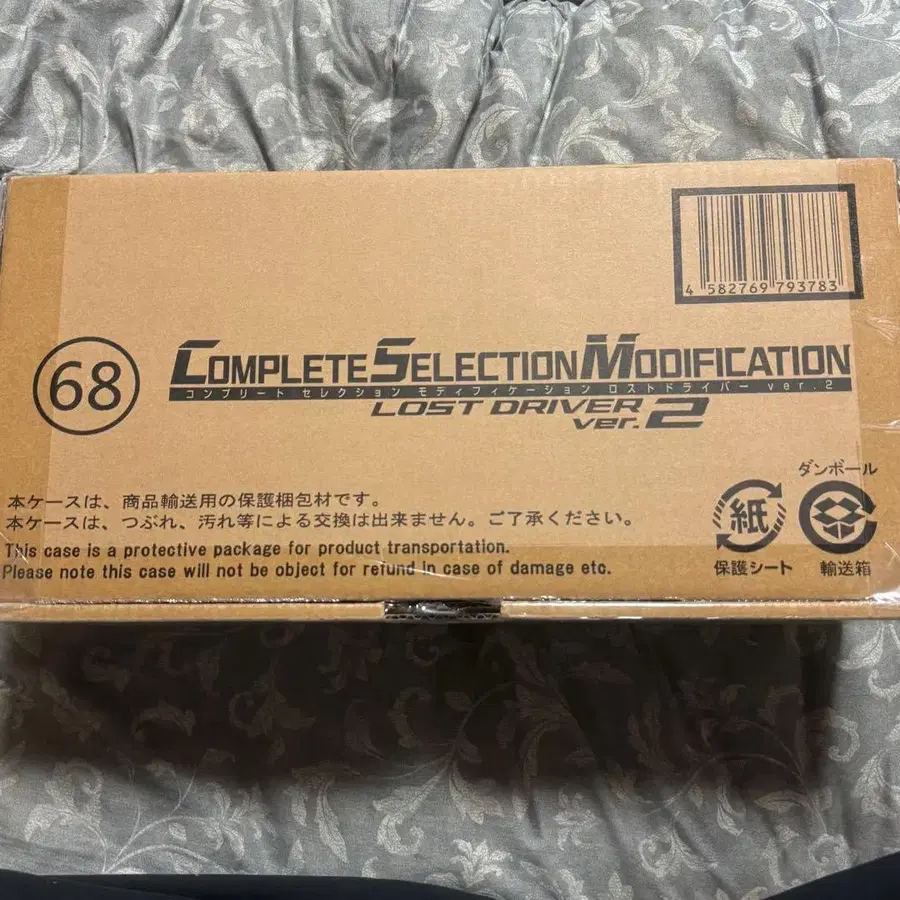 4 582769 793783
68
COMPLETE SELECTION MODIFICATION
コンプリート セレクション モディフィケーション ロストドライバー ver.2
LOST DRIVER
ver.2
ダンボール
本ケースは、商品輸送用の保護梱包材です。
本ケースは、つぶれ、汚れ等による交換は出来ません。ご了承ください。
紙
This case is a protective package for product transportation.
Please note this case will not be object for refund in case of damage etc.
保護シート
輸送箱